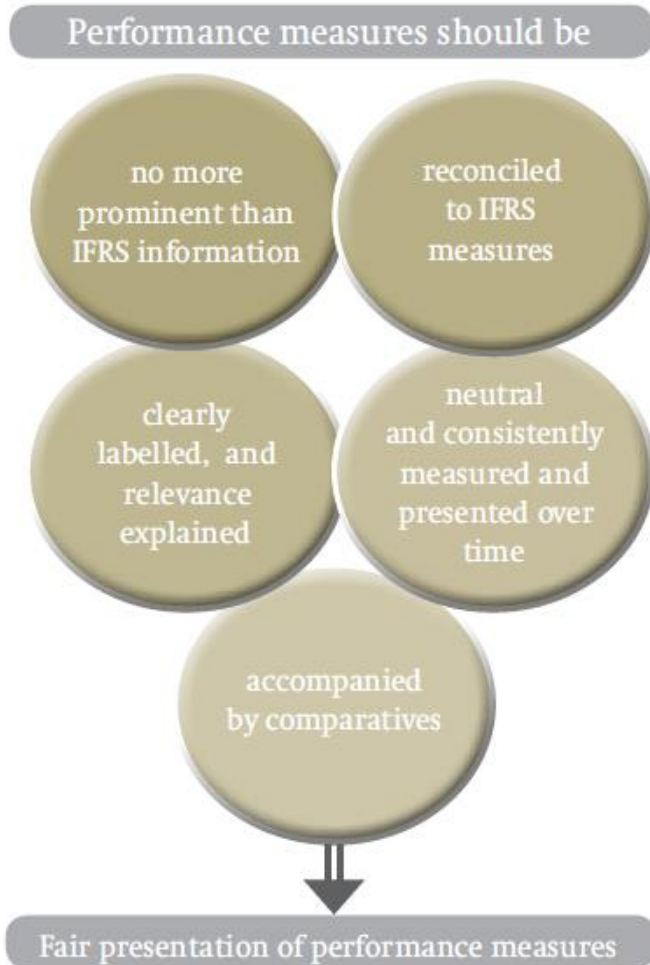 Performance measures should be
no more
prominent than
IFRS information
reconciled
to IFRS
measures
clearly
labelled, and
relevance
explained
neutral
and consistently
measured and
presented over
time
accompanied
by comparatives
Fair presentation of performance measures